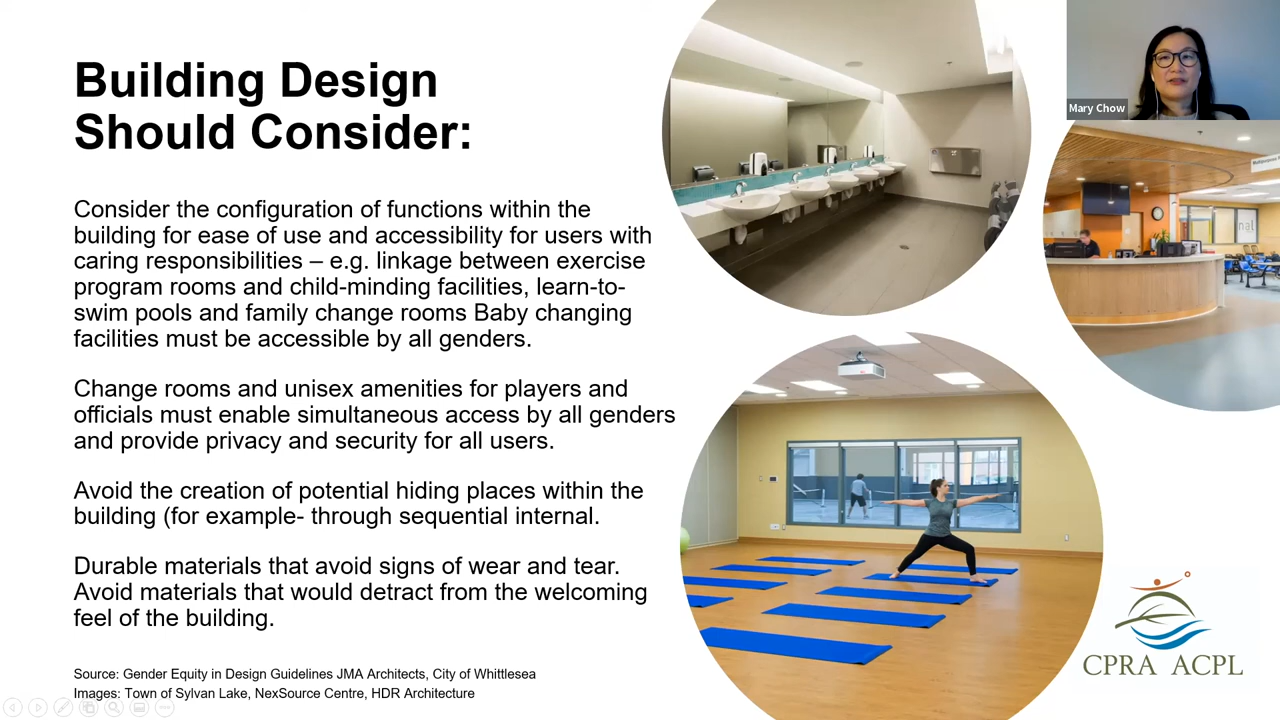 Building Design
Should Consider:
Consider the configuration of functions within the
building for ease of use and accessibility for users with
caring responsibilities – e.g. linkage between exercise
program rooms and child-minding facilities, learn-to-
swim pools and family change rooms Baby changing
facilities must be accessible by all genders.
Change rooms and unisex amenities for players and
officials must enable simultaneous access by all genders
and provide privacy and security for all users.
Avoid the creation of potential hiding places within the
building (for example- through sequential internal.
Durable materials that avoid signs of wear and tear.
Avoid materials that would detract from the welcoming
feel of the building.
Source: Gender Equity in Design Guidelines JMA Architects, City of Whittlesea
Images: Town of Sylvan Lake, NexSource Centre, HDR Architecture
Mary Chow
CPRA ACPL